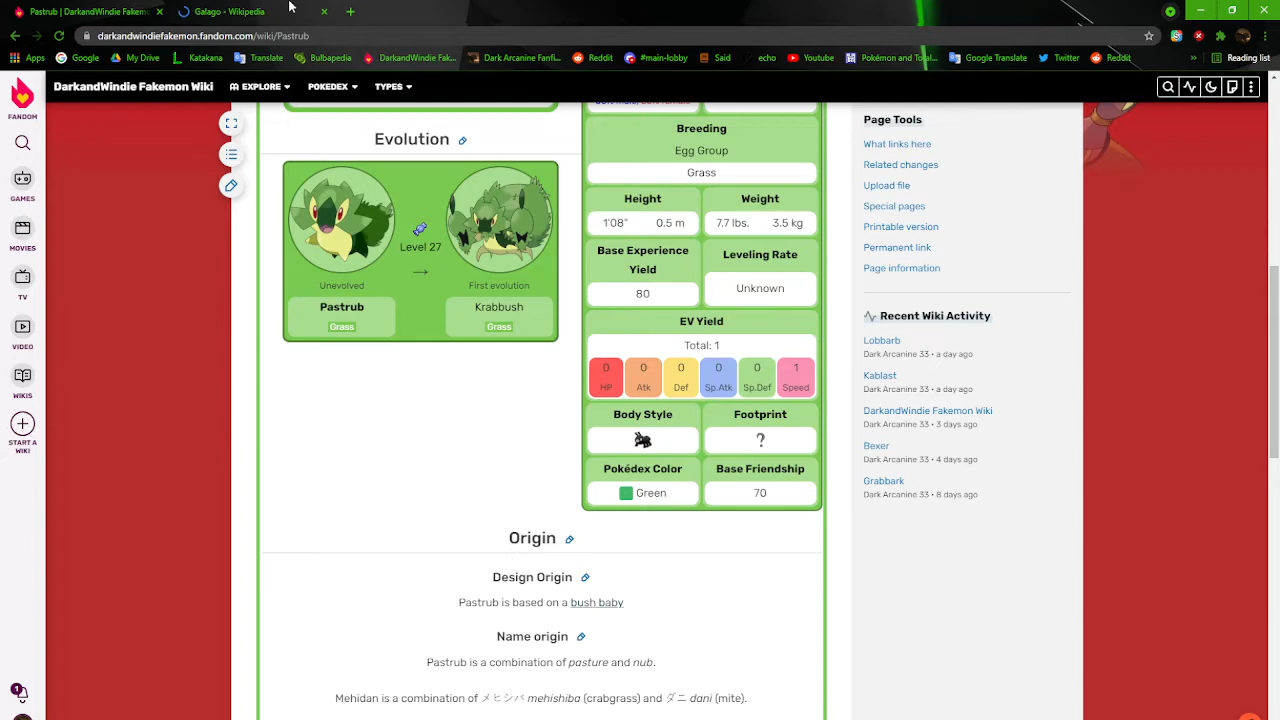 Pastrub | DarkandWindie Fakem
Galago - Wikipedia
darkandwindiefakemon.fandom.com/wiki/Pastrub
Apps Google My Drive Katakana Translate Bulbapedia DarkandWindie Fak... Dark Arcanine Fanfi... Reddit #main-lobby Said echo Youtube Pokémon and Total... Google Translate Twitter Reddit » Reading list
DarkandWindie Fakemon Wiki EXPLORE POKEDEX TYPES
FANDOM
GAMES
MOVIES
TV
VIDEO
WIKIS
START A
WIKI
1
Evolution
Level 27
→
Unevolved
Pastrub
Grass
First evolution
Krabbush
Grass
Breeding
Egg Group
Grass
Height Weight
1'08" 0.5 m 7.7 lbs. 3.5 kg
Base Experience
Yield
80
Leveling Rate
Unknown
EV Yield
Total: 1
0 0 0 0 0 1
HP Atk Def Sp.Atk Sp.Def Speed
Body Style Footprint
?
Pokédex Color Base Friendship
Green 70
Origin
Design Origin
Pastrub is based on a bush baby
Name origin
Pastrub is a combination of pasture and nub.
Mehidan is a combination of メヒシバ mehishiba (crabgrass) and ダニ dani (mite).
Page Tools
What links here
Related changes
Upload file
Special pages
Printable version
Permanent link
Page information
Recent Wiki Activity
Lobbarb
Dark Arcanine 33 • a day ago
Kablast
Dark Arcanine 33 • a day ago
DarkandWindie Fakemon Wiki
Dark Arcanine 33 • 3 days ago
Bexer
Dark Arcanine 33 • 4 days ago
Grabbark
Dark Arcanine 33 • 8 days ago